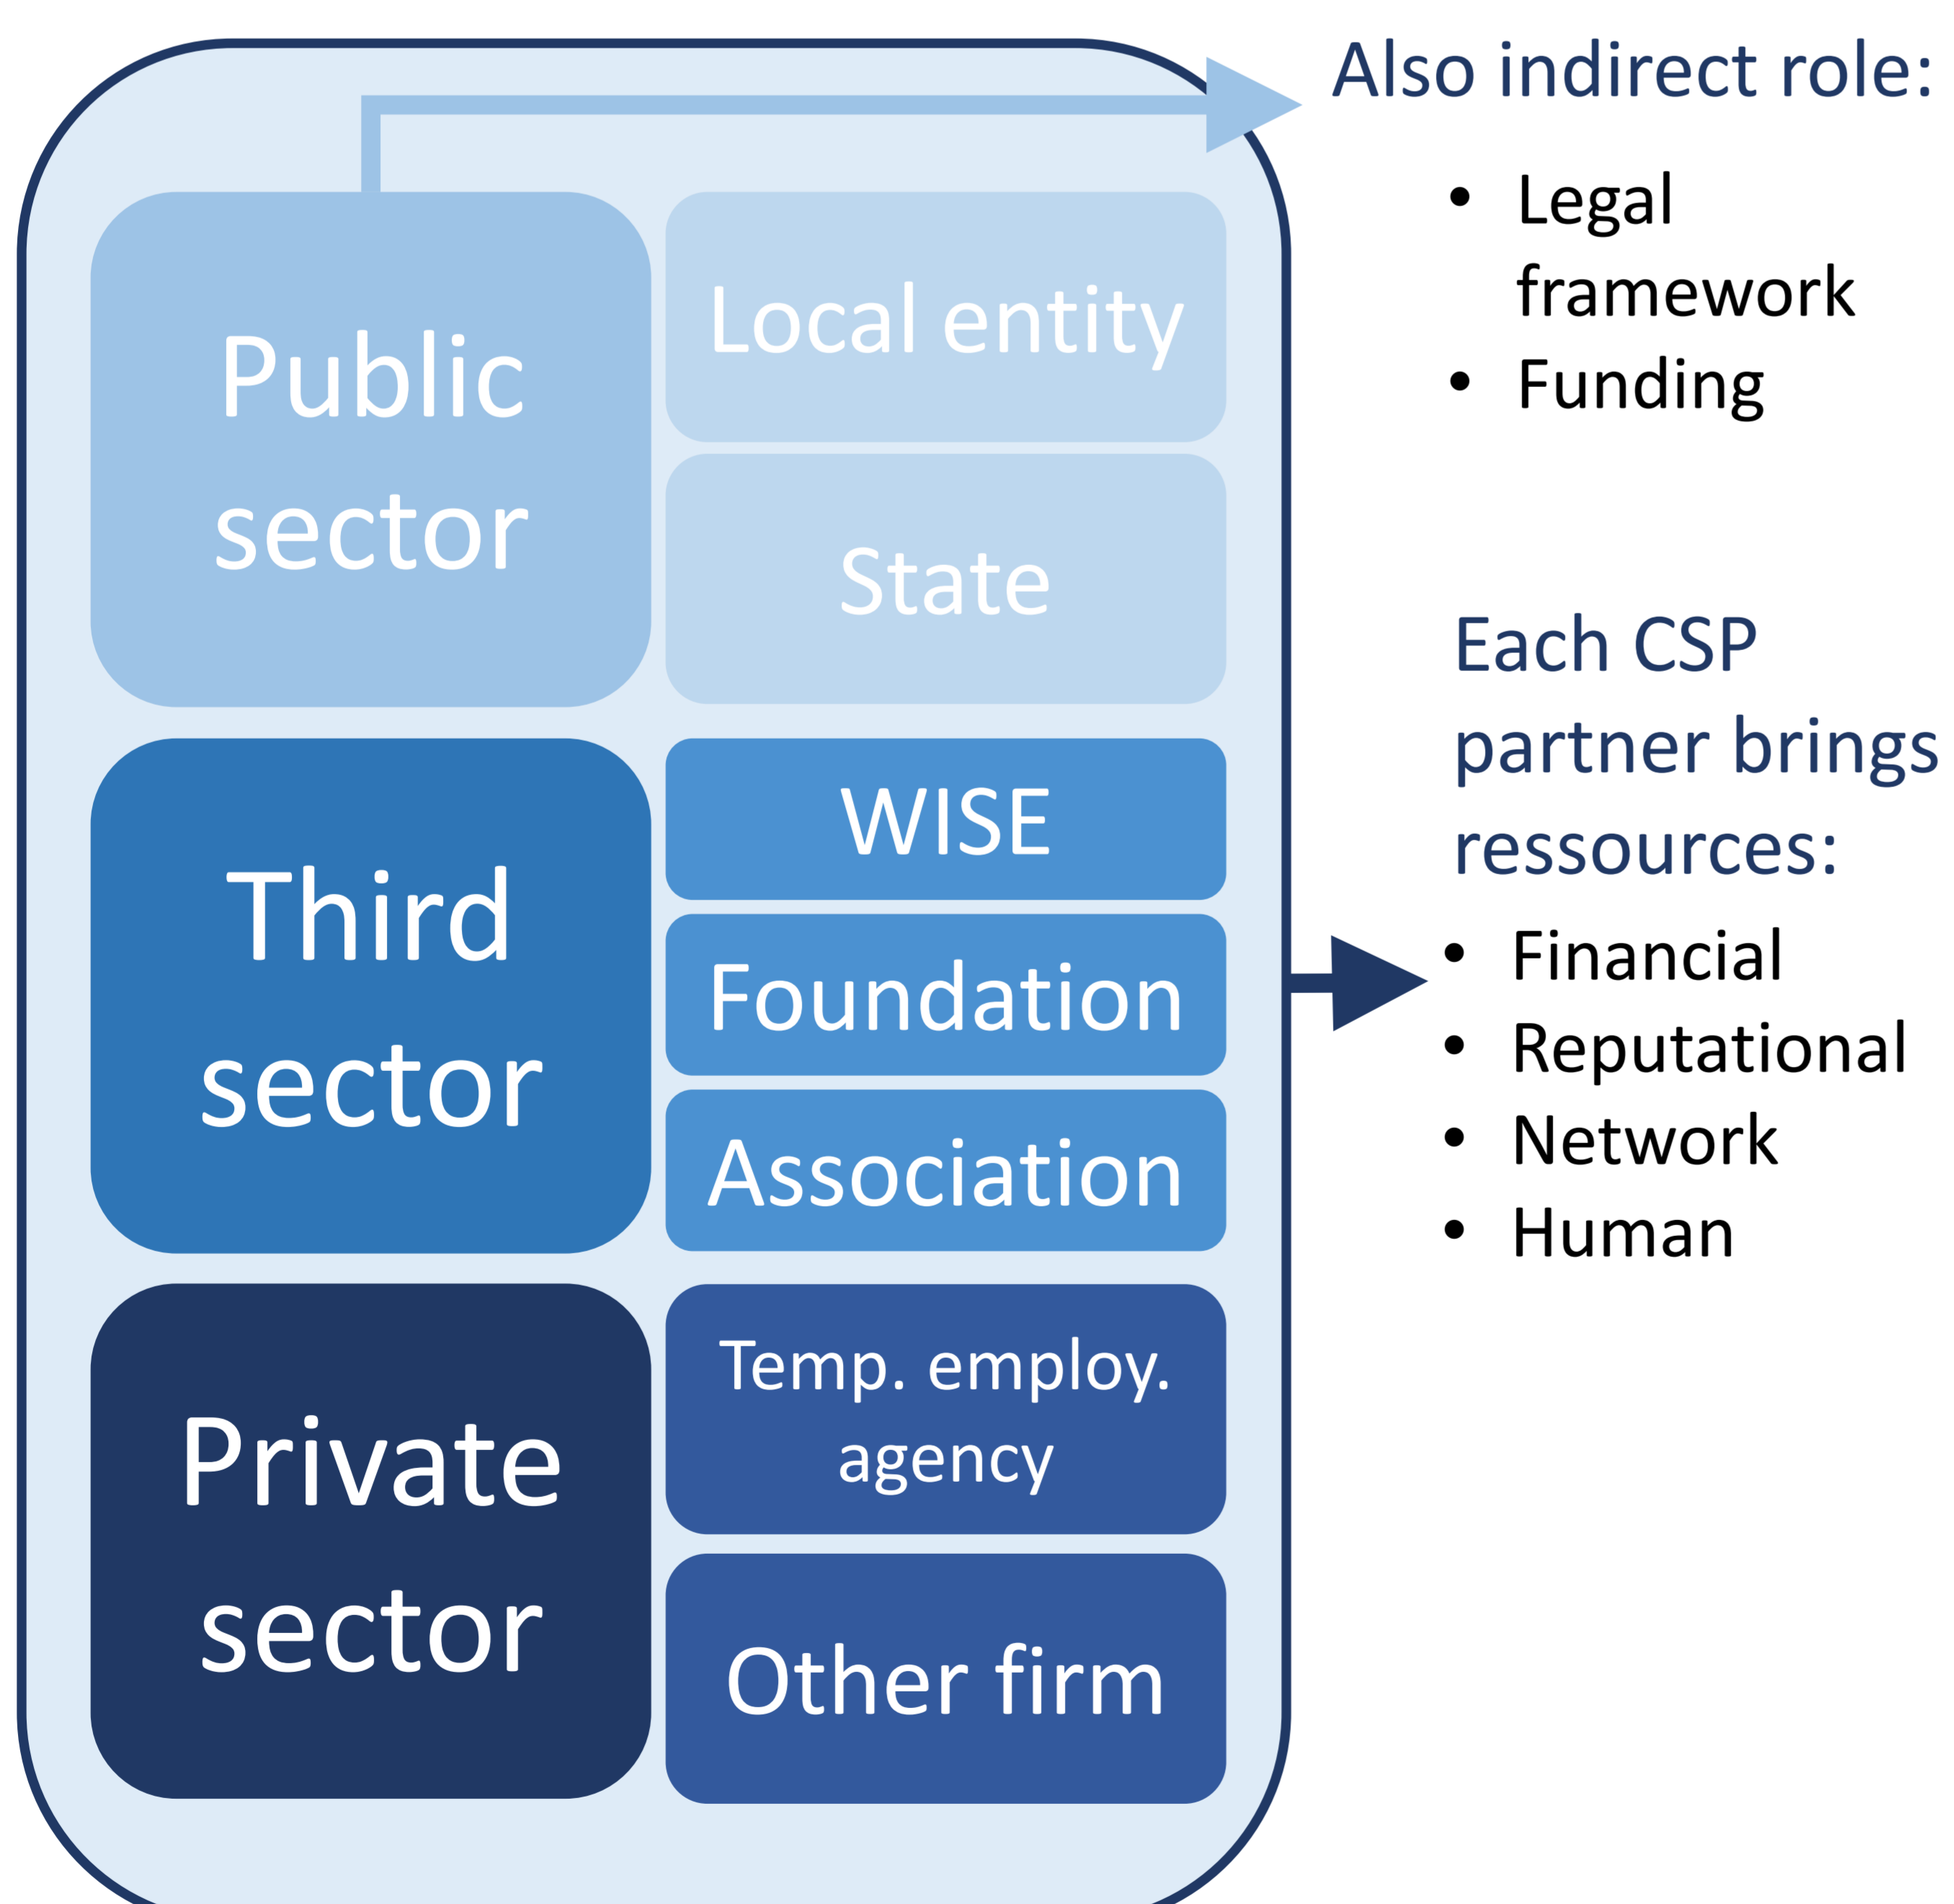 Also indirect role:
• Legal
framework
• Funding
Public
sector
Local entity
State
Each CSP
partner brings
ressources:
• Financial
• Reputational
• Network
• Human
Third
sector
WISE
Foundation
Association
Private
sector
Temp. employ.
agency
Other firm